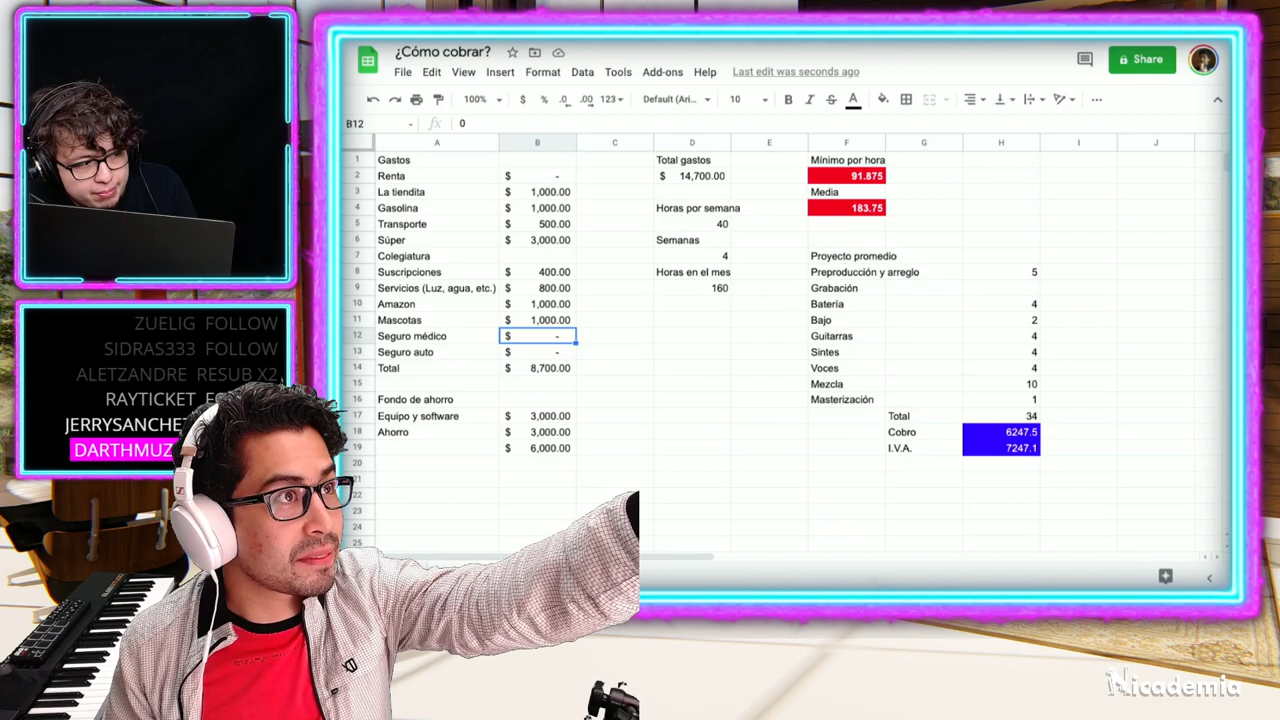 ¿Cómo cobrar?
File Edit View Insert Format Data Tools Add-ons Help Last edit was seconds ago
Share
100% $ % .0 .00 123 Default (Ari... 10 B I S A
B12 fx 0
A B C D E F G H I J
1 Gastos Total gastos Mínimo por hora
2 Renta $ - $ 14,700.00 91.875
3 La tiendita $ 1,000.00 Media
4 Gasolina $ 1,000.00 Horas por semana 183.75
5 Transporte $ 500.00 40
6 Súper $ 3,000.00 Semanas
7 Colegiatura 4 Proyecto promedio
8 Suscripciones $ 400.00 Horas en el mes Preproducción y arreglo 5
9 Servicios (Luz, agua, etc.) $ 800.00 160 Grabación
10 Amazon $ 1,000.00 Batería 4
11 Mascotas $ 1,000.00 Bajo 2
12 Seguro médico $ - Guitarras 4
13 Seguro auto $ - Sintes 4
14 Total $ 8,700.00 Voces 4
15 Mezcla 10
16 Fondo de ahorro Masterización 1
17 Equipo y software $ 3,000.00 Total 34
18 Ahorro $ 3,000.00 Cobro 6247.5
19 $ 6,000.00 I.V.A. 7247.1
20
21
22
23
24
25
ZUELIG FOLLOW
SIDRAS333 FOLLOW
ALETZANDRE RESUB X2
RAYTICKET
JERRYSANCHE
DARTHMUZ
Nicademia